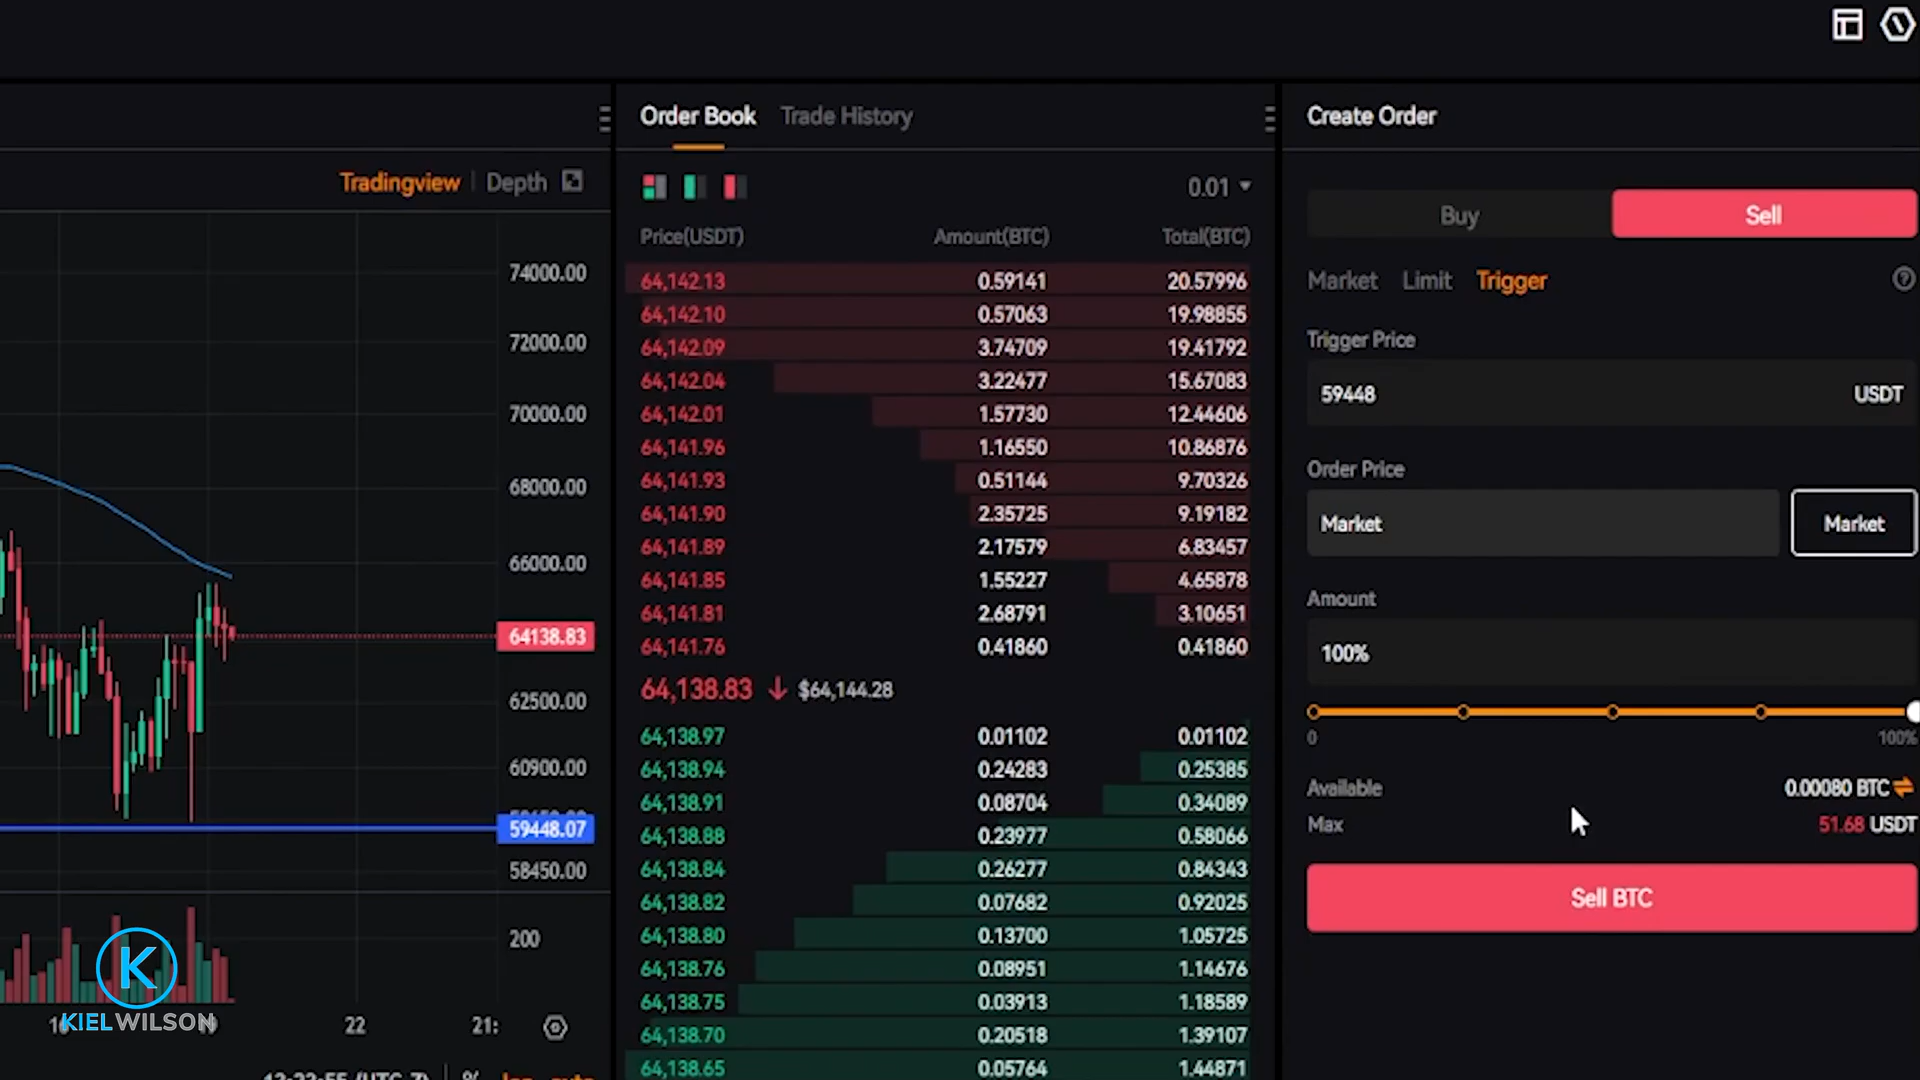 Order Book Trade History
Create Order
Tradingview Depth
0.01
Price(USDT) Amount(BTC) Total(BTC)
64,142.13 0.59141 20.57996
64,142.10 0.57063 19.98855
64,142.09 3.74709 19.41792
64,142.04 3.22477 15.67083
64,142.01 1.57730 12.44606
64,141.96 1.16550 10.86876
64,141.93 0.51144 9.70326
64,141.90 2.35725 9.19182
64,141.89 2.17579 6.83457
64,141.85 1.55227 4.65878
64,141.81 2.68791 3.10651
64,141.76 0.41860 0.41860
64,138.83 $64,144.28
64,138.97 0.01102 0.01102
64,138.94 0.24283 0.25385
64,138.91 0.08704 0.34089
64,138.88 0.23977 0.58066
64,138.84 0.26277 0.84343
64,138.82 0.07682 0.92025
64,138.80 0.13700 1.05725
64,138.76 0.08951 1.14676
64,138.75 0.03913 1.18589
64,138.70 0.20518 1.39107
64,138.65 0.05764 1.44871
74000.00
72000.00
70000.00
68000.00
66000.00
64138.83
62500.00
60900.00
59448.07
58450.00
200
K
KIELWILSON
22 21:
Buy Sell
Market Limit Trigger
Trigger Price
59448 USDT
Order Price
Market Market
Amount
100%
0 100%
Available 0.00080 BTC
Max 51.68 USDT
Sell BTC